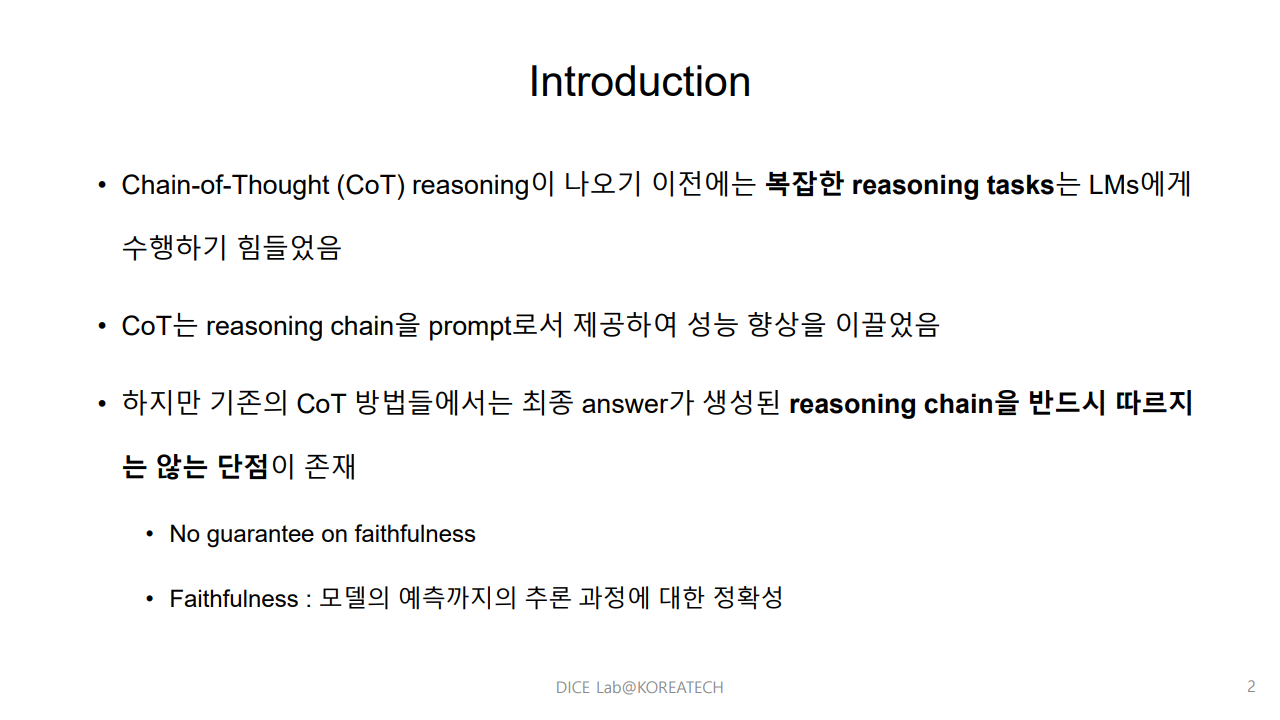 Introduction
• Chain-of-Thought (CoT) reasoning이 나오기 이전에는 복잡한 reasoning tasks는 LMs에게
수행하기 힘들었음
• CoT는 reasoning chain을 prompt로서 제공하여 성능 향상을 이끌었음
• 하지만 기존의 CoT 방법들에서는 최종 answer가 생성된 reasoning chain을 반드시 따르지
는 않는 단점이 존재
• No guarantee on faithfulness
• Faithfulness : 모델의 예측까지의 추론 과정에 대한 정확성
DICE Lab@KOREATECH
2